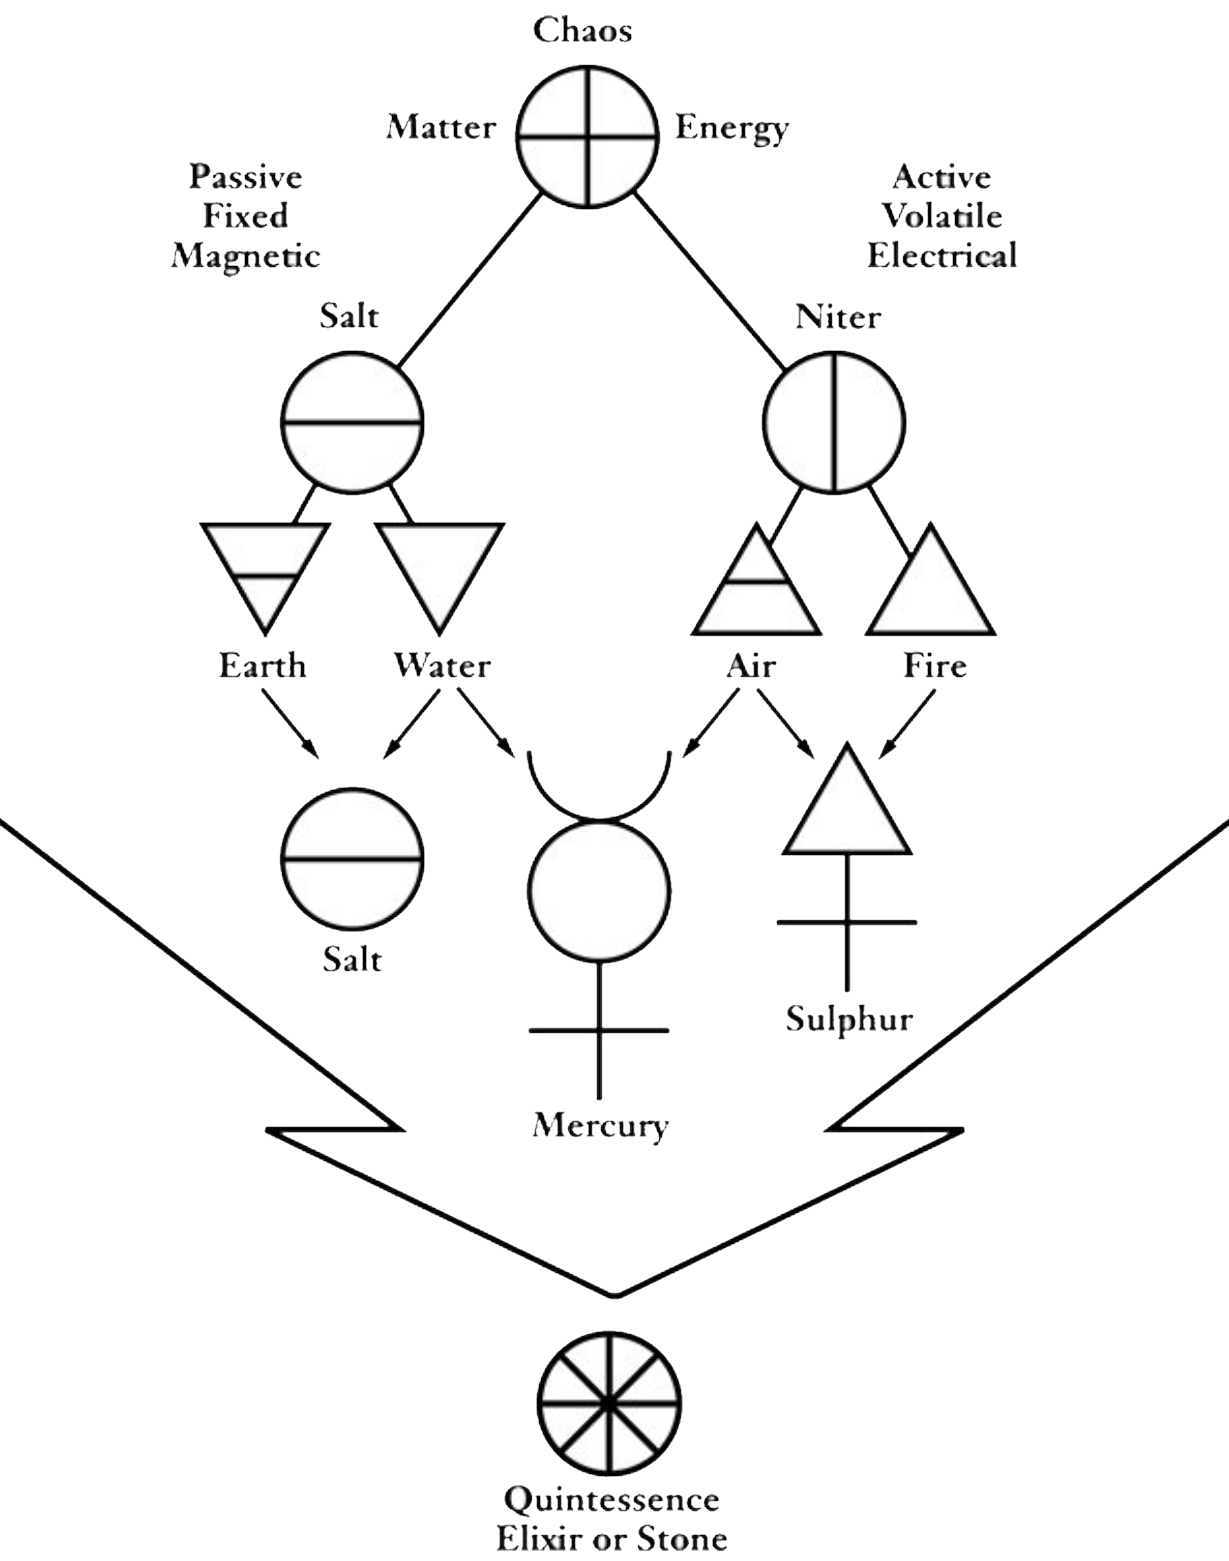 Chaos
Matter
Energy
Passive
Fixed
Magnetic
Active
Volatile
Electrical
Salt
Niter
Earth
Water
Air
Fire
Salt
Sulphur
Mercury
Quintessence
Elixir or Stone